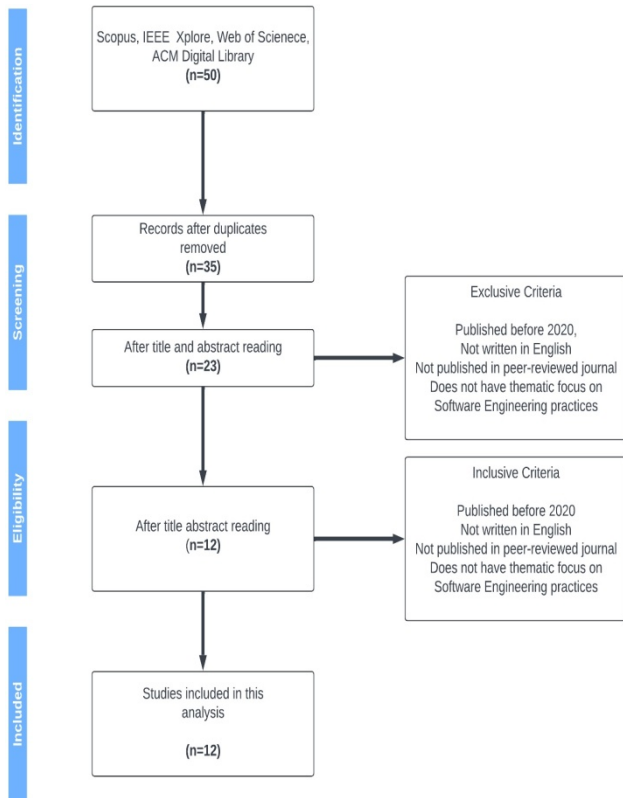 Identification
Scopus, IEEE Xplore, Web of Scienece,
ACM Digital Library
(n=50)
Screening
Records after duplicates
removed
(n=35)
After title and abstract reading
(n=23)
Exclusive Criteria
Published before 2020,
Not written in English
Not published in peer-reviewed journal
Does not have thematic focus on
Software Engineering practices
Eligibility
After title abstract reading
(n=12)
Inclusive Criteria
Published before 2020
Not written in English
Not published in peer-reviewed journal
Does not have thematic focus on
Software Engineering practices
Included
Studies included in this
analysis
(n=12)